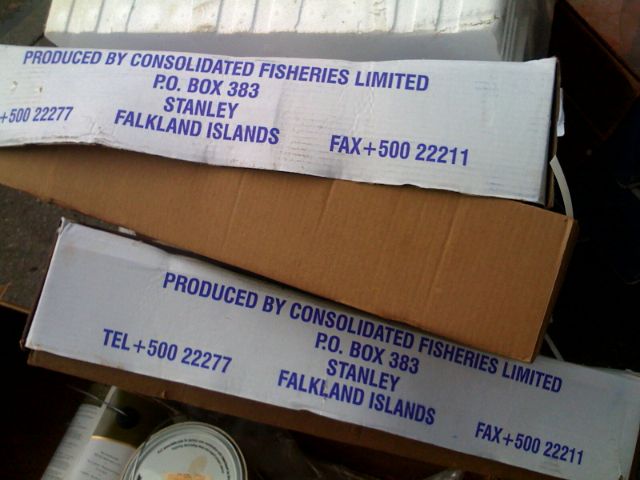 PRODUCED BY CONSOLIDATED FISHERIES LIMITED
P.O. BOX 383
STANLEY
+500 22277
FALKLAND ISLANDS
FAX+500 22211
PRODUCED BY CONSOLIDATED FISHERIES LIMITED
P.O. BOX 383
TEL+500 22277
STANLEY
FALKLAND ISLANDS
FAX+500 22211